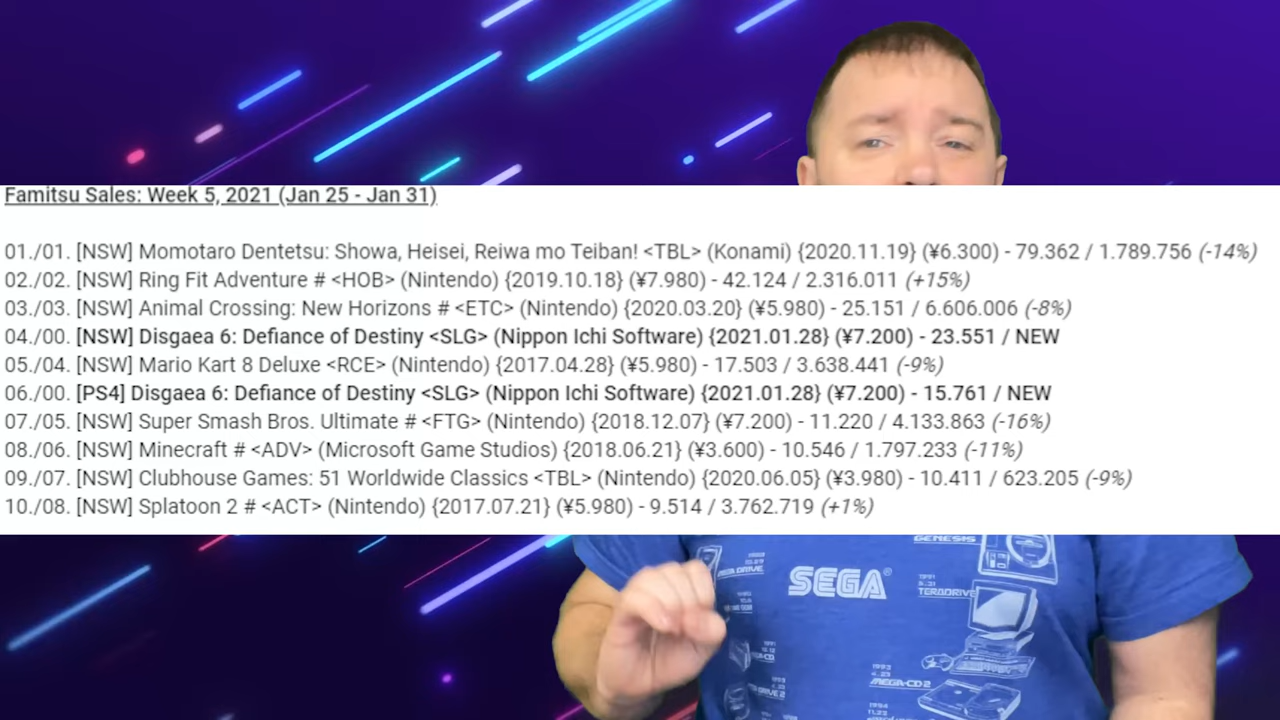 Famitsu Sales: Week 5, 2021 (Jan 25 - Jan 31)
01./01. [NSW] Momotaro Dentetsu: Showa, Heisei, Reiwa mo Teiban! <TBL> (Konami) {2020.11.19} (¥6.300) - 79.362 / 1.789.756 (-14%)
02./02. [NSW] Ring Fit Adventure # <HOB> (Nintendo) {2019.10.18} (¥7.980) - 42.124 / 2.316.011 (+15%)
03./03. [NSW] Animal Crossing: New Horizons # <ETC> (Nintendo) {2020.03.20} (¥5.980) - 25.151 / 6.606.006 (-8%)
04./00. [NSW] Disgaea 6: Defiance of Destiny <SLG> (Nippon Ichi Software) {2021.01.28} (¥7.200) - 23.551 / NEW
05./04. [NSW] Mario Kart 8 Deluxe <RCE> (Nintendo) {2017.04.28} (¥5.980) - 17.503 / 3.638.441 (-9%)
06./00. [PS4] Disgaea 6: Defiance of Destiny <SLG> (Nippon Ichi Software) {2021.01.28} (¥7.200) - 15.761 / NEW
07./05. [NSW] Super Smash Bros. Ultimate # <FTG> (Nintendo) {2018.12.07} (¥7.200) - 11.220 / 4.133.863 (-16%)
08./06. [NSW] Minecraft # <ADV> (Microsoft Game Studios) {2018.06.21} (¥3.600) - 10.546 / 1.797.233 (-11%)
09./07. [NSW] Clubhouse Games: 51 Worldwide Classics <TBL> (Nintendo) {2020.06.05} (¥3.980) - 10.411 / 623.205 (-9%)
10./08. [NSW] Splatoon 2 # <ACT> (Nintendo) {2017.07.21} (¥5.980) - 9.514 / 3.762.719 (+1%)
GENESIS
MEGA DRIVE
SEGA®
1991
TERADRIVE
1993
MEGA-CD 2
1994